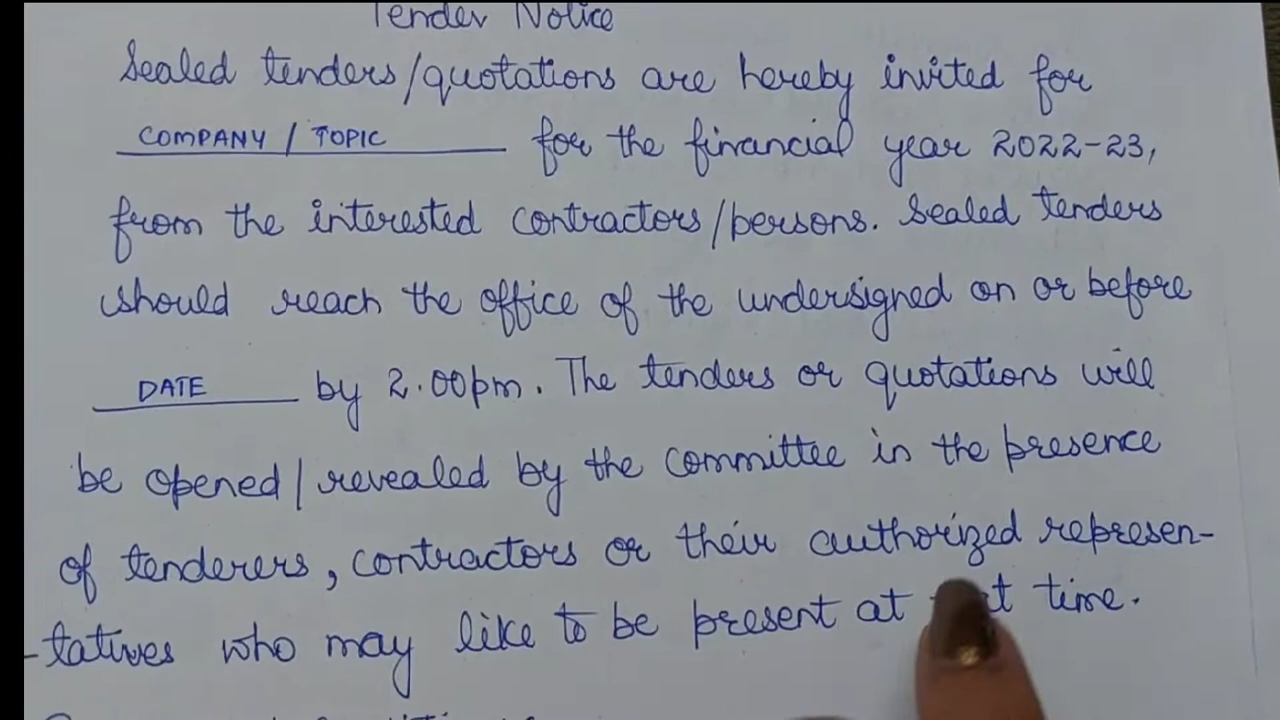 Tender Notice
Sealed tenders/quotations are hereby invited for
COMPANY / TOPIC for the financial year 2022-23,
from the interested contractors/persons. Sealed tenders
should reach the office of the undersigned on or before
DATE by 2.00pm. The tenders or quotations will
be opened/revealed by the committee in the presence
of tenderers, contractors or their authorized represen-
-tatives who may like to be present at time.